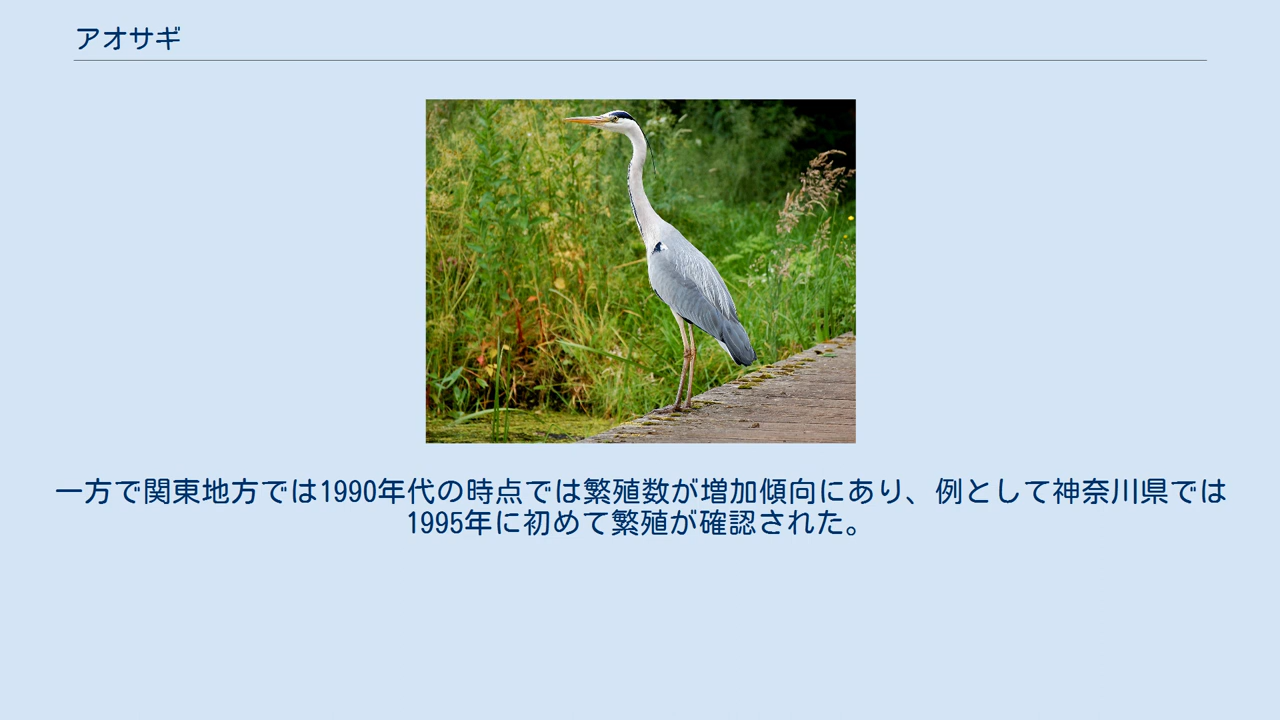 アオサギ
一方で関東地方では1990年代の時点では繁殖数が増加傾向にあり、例として神奈川県では
1995年に初めて繁殖が確認された。